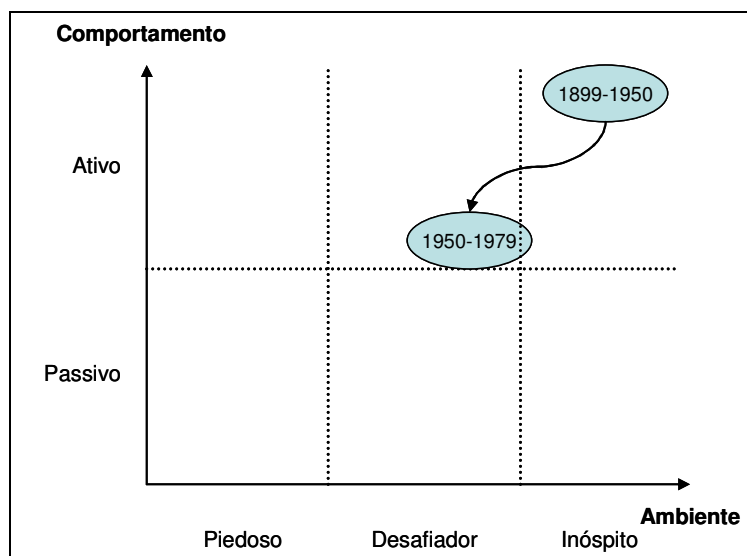 Comportamento
1899-1950
Ativo
1950-1979
Passivo
Ambiente
Piedoso Desafiador Inóspito